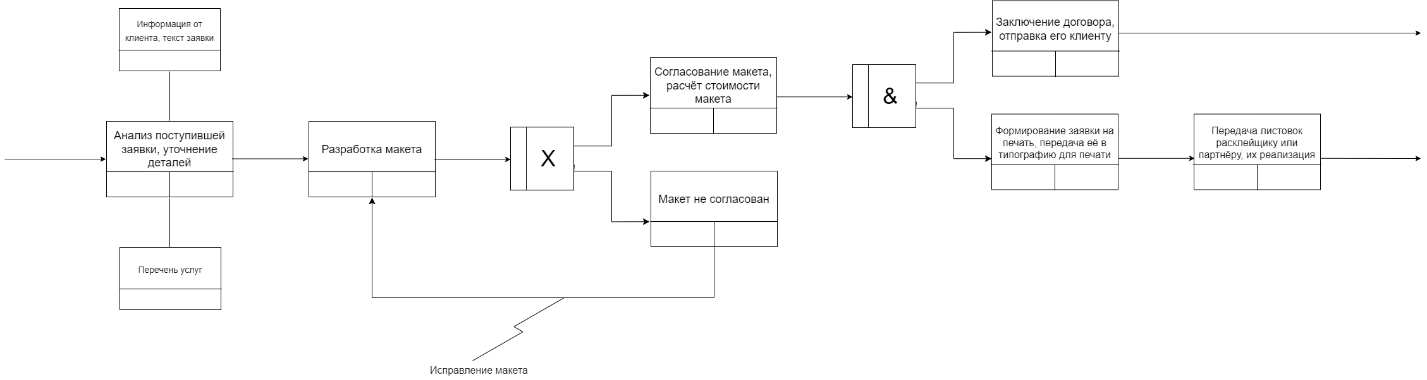 Информация от
клиента, текст заявки
Анализ поступившей
заявки, уточнение
деталей
Перечень услуг
Разработка макета
X
Согласование макета,
расчёт стоимости
макета
Макет не согласован
Исправление макета
&
Заключение договора,
отправка его клиенту
Формирование заявки на
печать, передача её в
типографию для печати
Передача листовок
расклейщику или
партнёру, их реализация